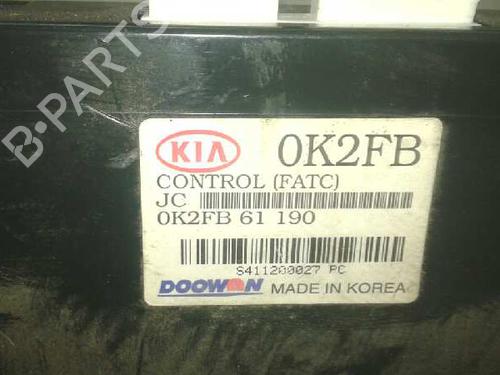 B-PARTS
KIA
0K2FB
CONTROL (FATC)
JC
0K2FB 61 190
S411200027 PC
DOOWON
MADE IN KOREA